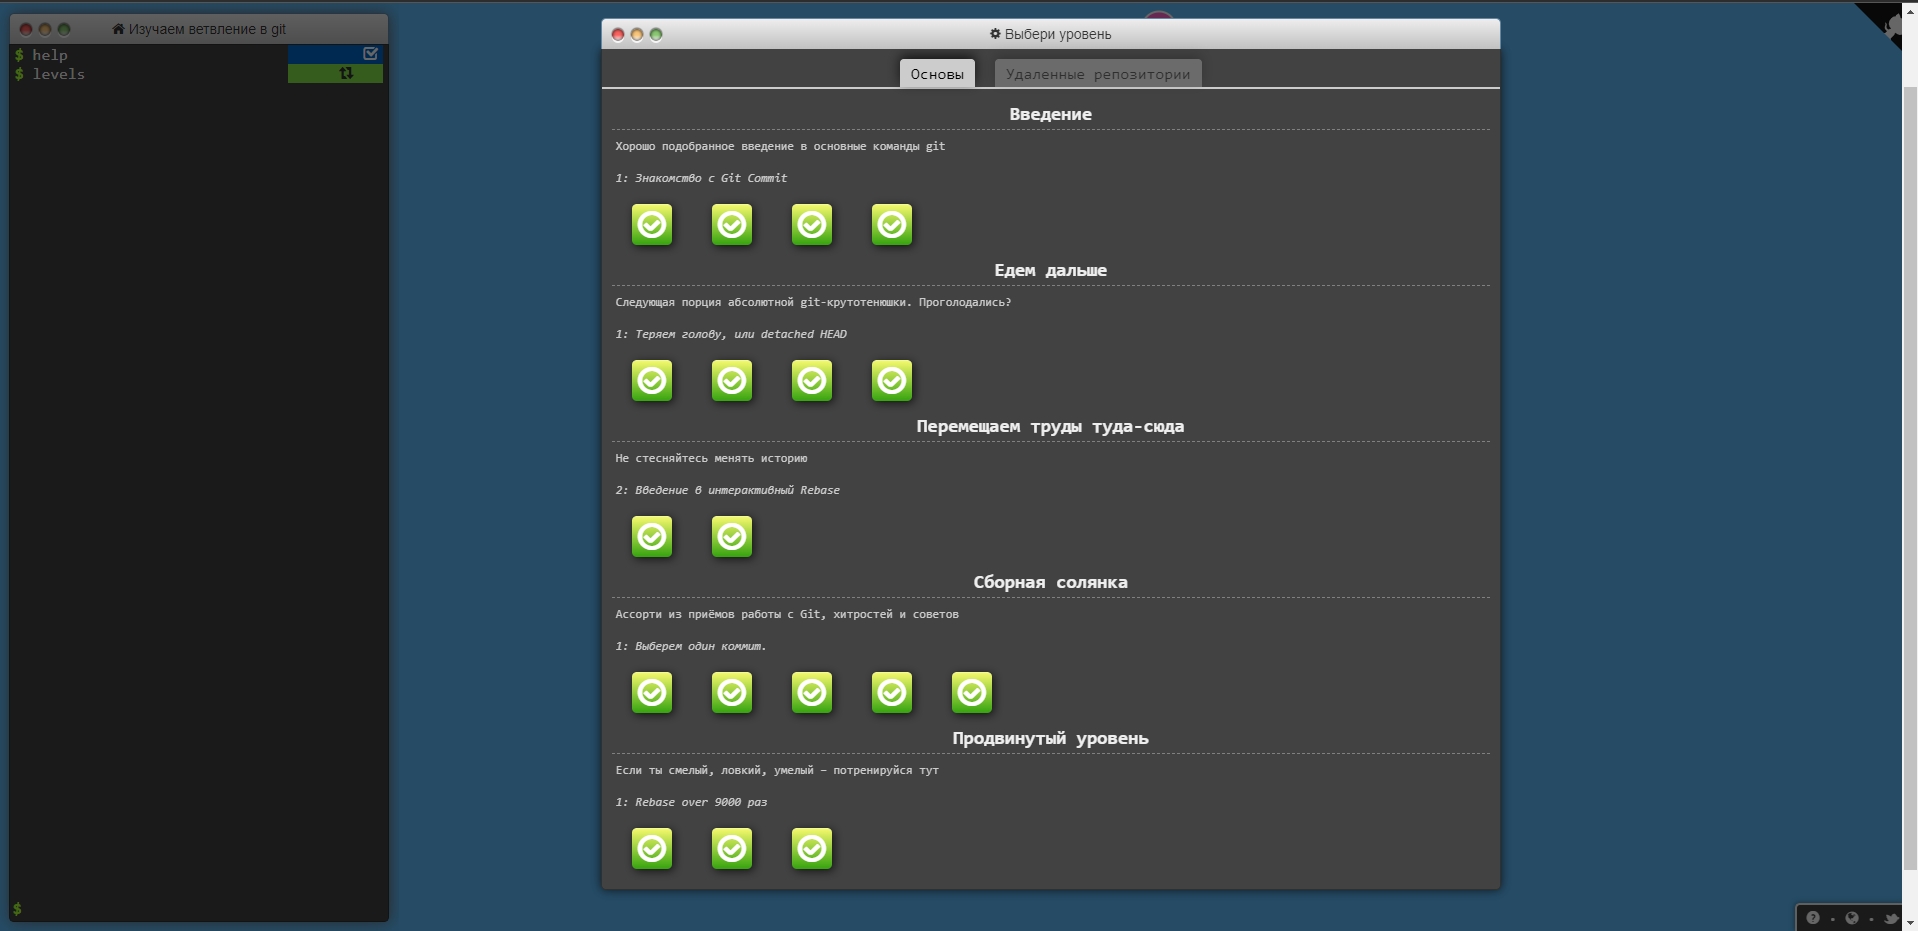 Изучаем ветвление в git
$ help
$ levels
$
Выбери уровень
Основы
Удаленные репозитории
Введение
Хорошо подобранное введение в основные команды git
1: Знакомство с Git Commit
Едем дальше
Следующая порция абсолютной git-крутотенюшки. Проголодались?
1: Теряем голову, или detached HEAD
Перемещаем труды туда-сюда
Не стесняйтесь менять историю
2: Введение в интерактивный Rebase
Сборная солянка
Ассорти из приёмов работы с Git, хитростей и советов
1: Выберем один коммит.
Продвинутый уровень
Если ты смелый, ловкий, умелый – потренируйся тут
1: Rebase over 9000 раз